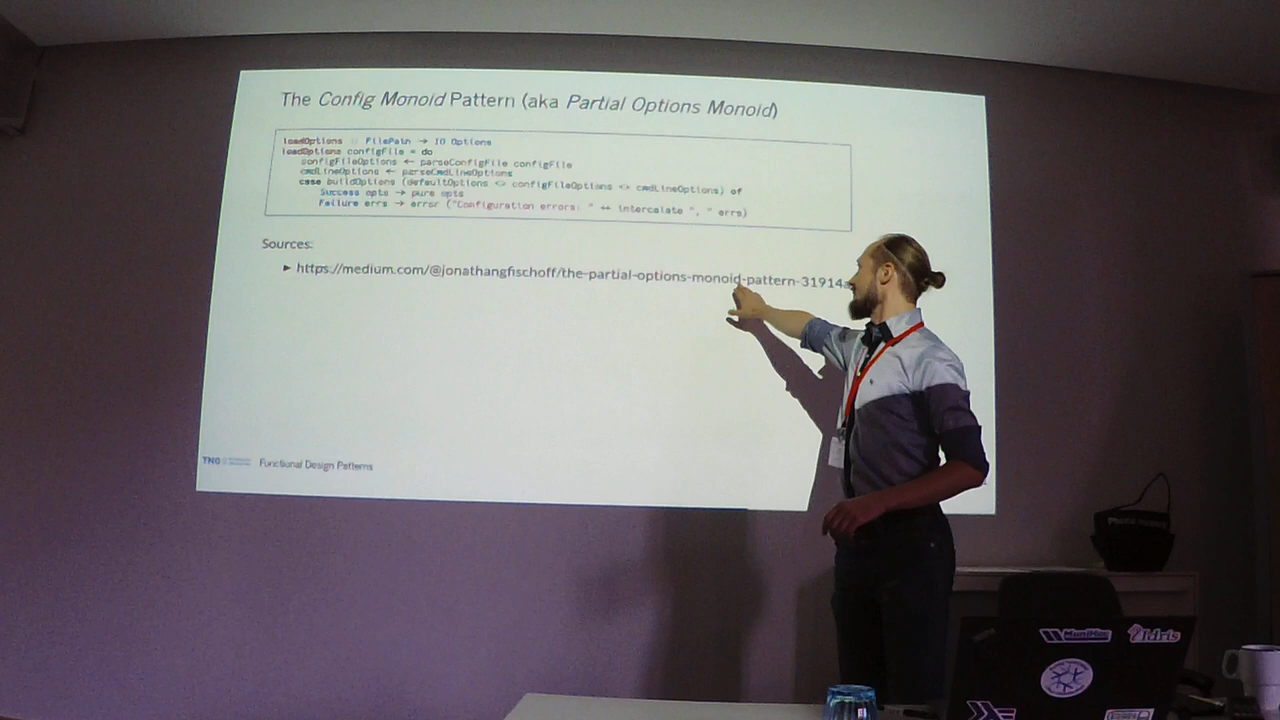 The Config Monoid Pattern (aka Partial Options Monoid)
loadOptions :: FilePath → IO Options
loadOptions configFile = do
configFileOptions ← parseConfigFile configFile
cmdLineOptions ← parseCmdLineOptions
case buildOptions (defaultOptions <> configFileOptions <> cmdLineOptions) of
Success opts → pure opts
Failure errs → error ("Configuration errors: " ++ intercalate ", " errs)
Sources:
► https://medium.com/@jonathangfischoff/the-partial-options-monoid-pattern-31914a
TNG
Functional Design Patterns
Idris